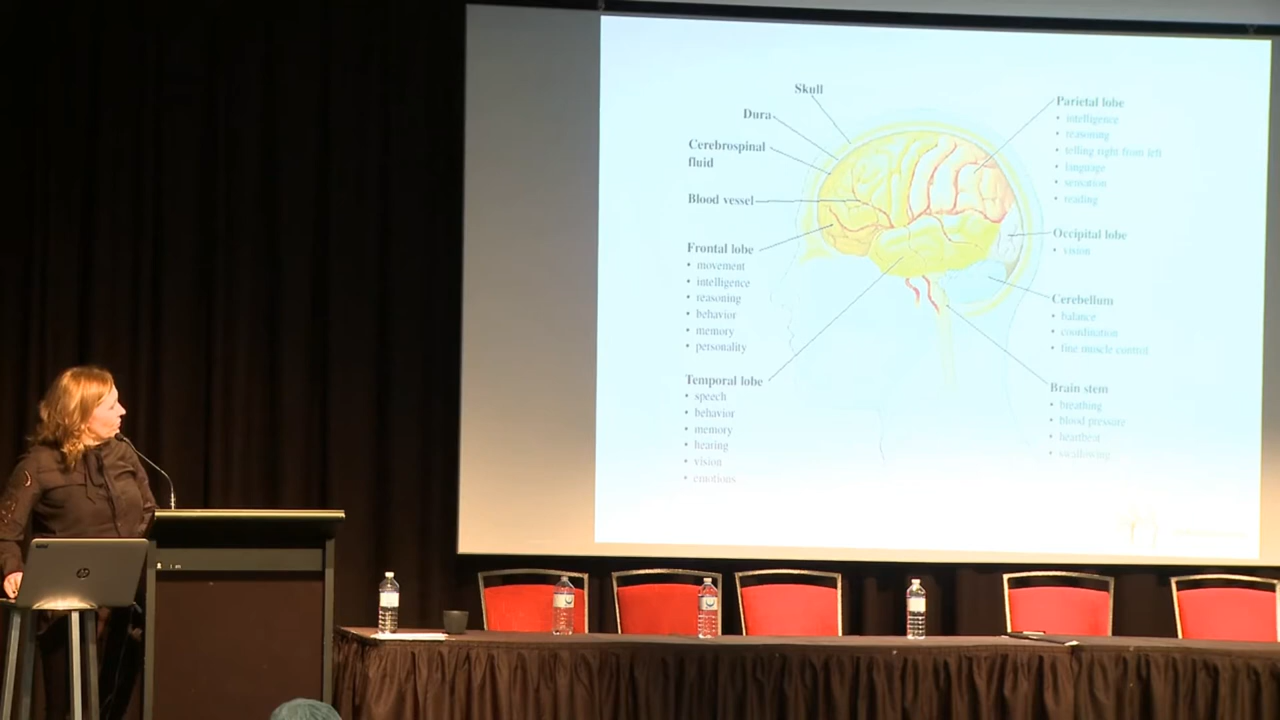 Skull
Dura
Cerebrospinal
fluid
Blood vessel
Frontal lobe
• movement
• intelligence
• reasoning
• behavior
• memory
• personality
Temporal lobe
• speech
• behavior
• memory
• hearing
• vision
• emotions
Parietal lobe
• intelligence
• reasoning
• telling right from left
• language
• sensation
• reading
Occipital lobe
• vision
Cerebellum
• balance
• coordination
• fine muscle control
Brain stem
• breathing
• blood pressure
• heartbeat
• swallowing
hp